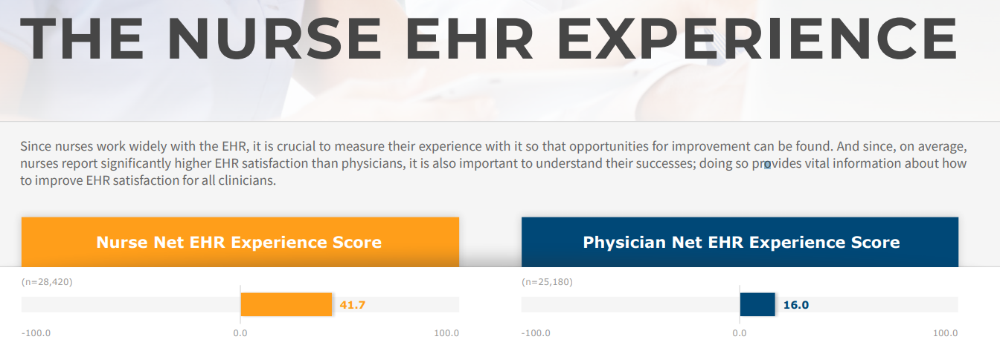 THE NURSE EHR EXPERIENCE
Since nurses work widely with the EHR, it is crucial to measure their experience with it so that opportunities for improvement can be found. And since, on average,
nurses report significantly higher EHR satisfaction than physicians, it is also important to understand their successes; doing so provides vital information about how
to improve EHR satisfaction for all clinicians.
Nurse Net EHR Experience Score
(n=28,420)
41.7
-100.0 0.0 100.0
Physician Net EHR Experience Score
(n=25,180)
16.0
-100.0 0.0 100.0